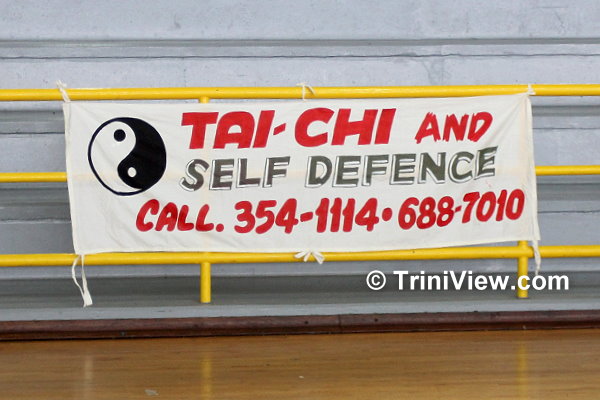 TAI-CHI AND
SELF DEFENCE
CALL. 354-1114 • 688-7010
© TriniView.com